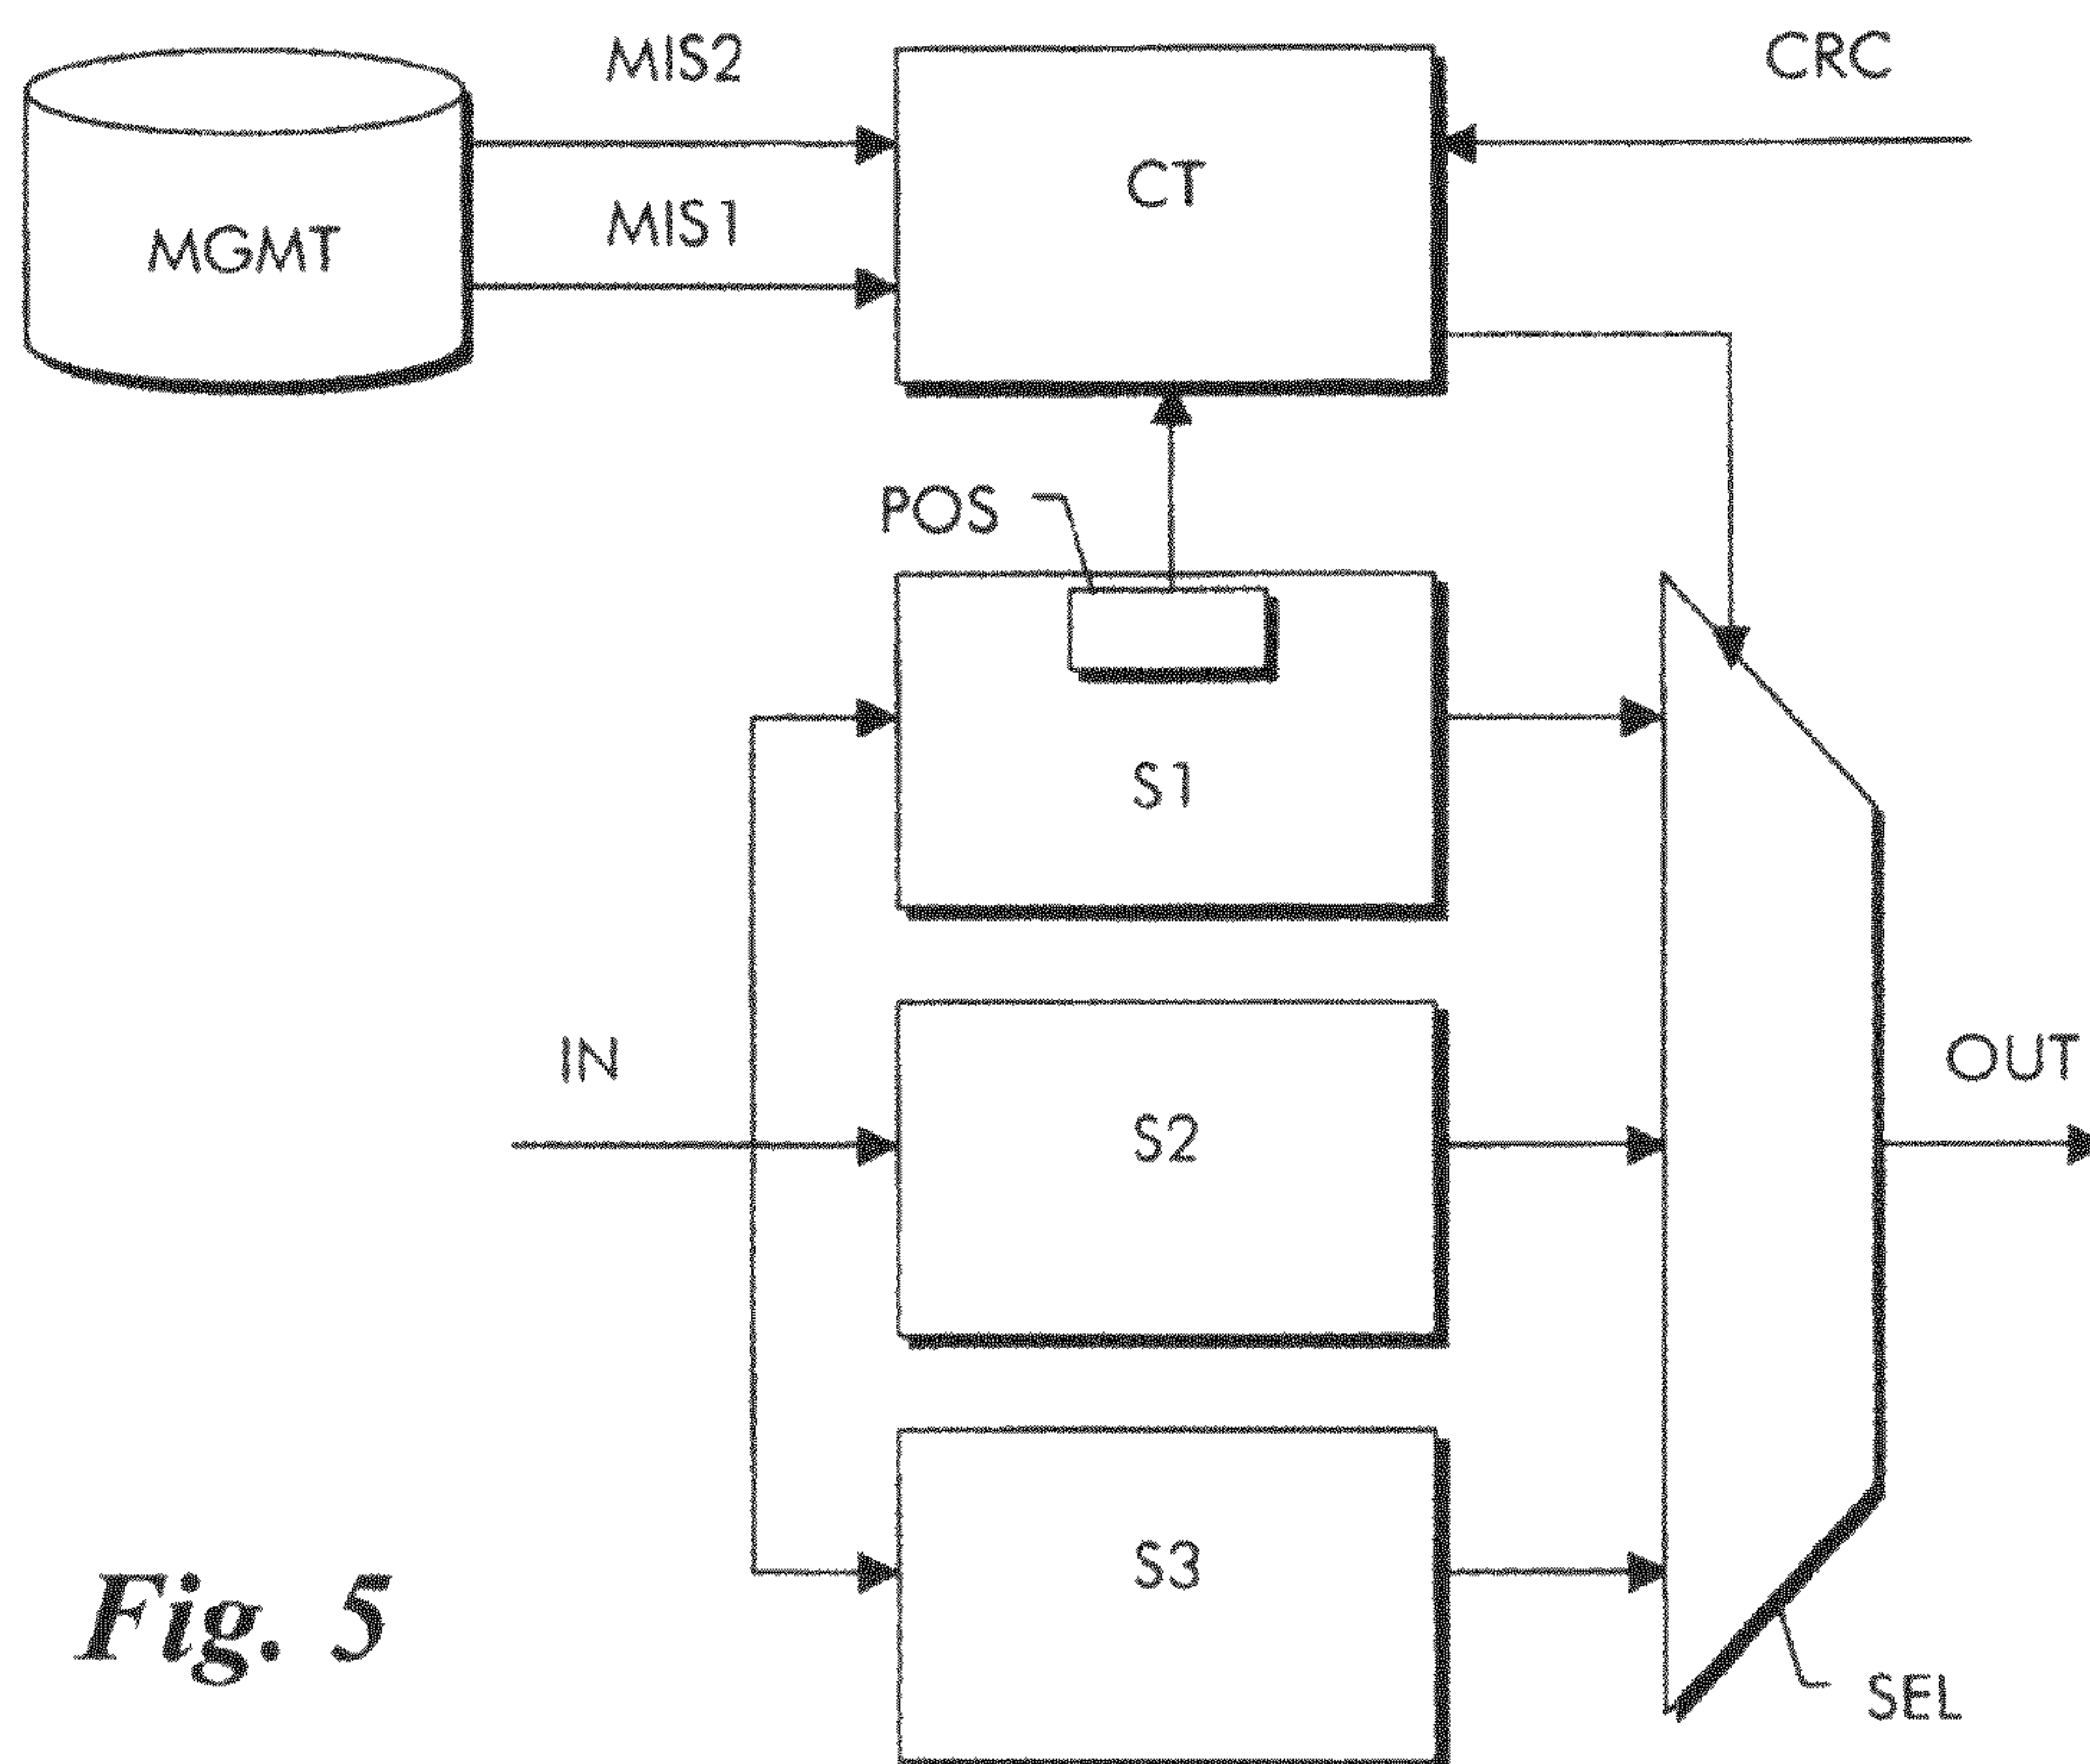 MIS2
CRC
CT
MIS1
MGMT
POS
S1
IN
S2
OUT
S3
Fig. 5
SEL